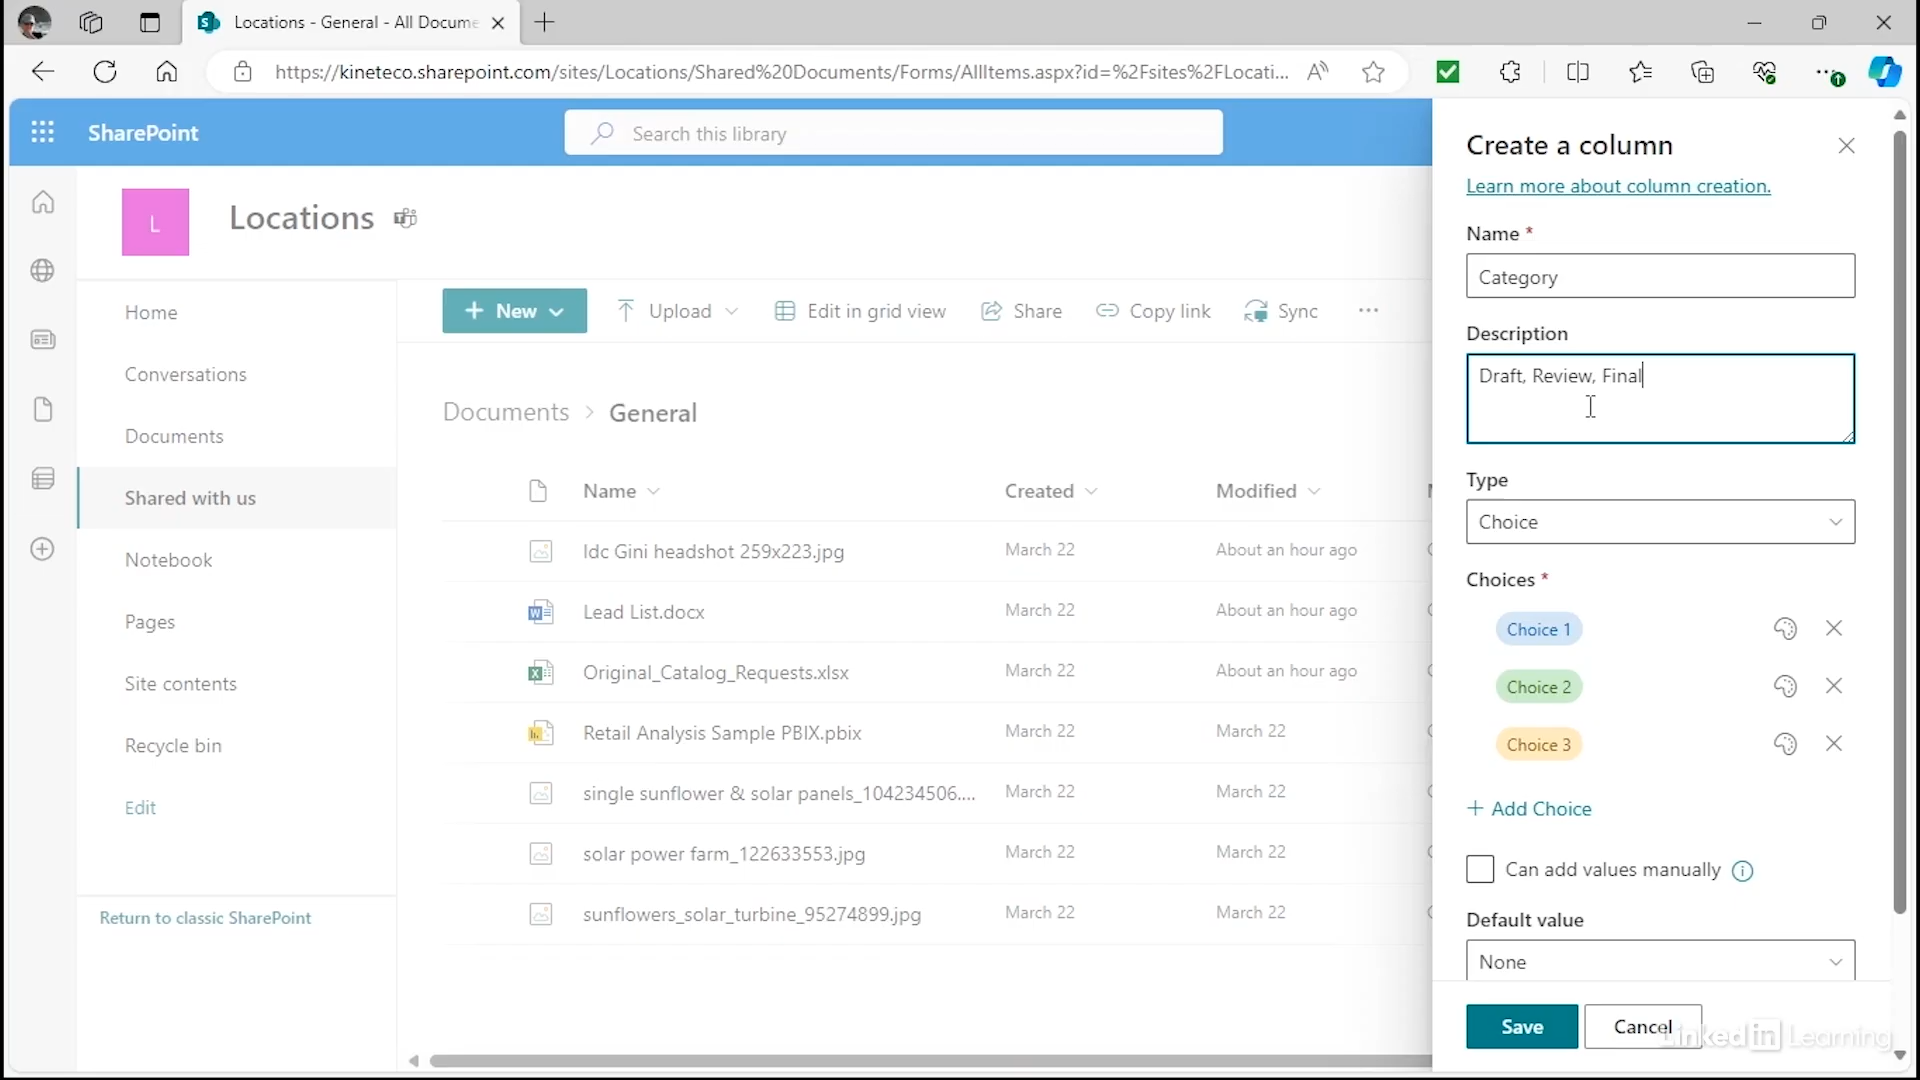 Locations - General - All Docume
https://kineteco.sharepoint.com/sites/Locations/Shared%20Documents/Forms/AllItems.aspx?id=%2Fsites%2FLocati...
SharePoint
Search this library
L
Locations
Home
Conversations
Documents
Shared with us
Notebook
Pages
Site contents
Recycle bin
Edit
Return to classic SharePoint
+ New
Upload
Edit in grid view
Share
Copy link
Sync
...
Documents > General
Name Created Modified
ldc Gini headshot 259x223.jpg March 22 About an hour ago
Lead List.docx March 22 About an hour ago
Original_Catalog_Requests.xlsx March 22 About an hour ago
Retail Analysis Sample PBIX.pbix March 22 March 22
single sunflower & solar panels_104234506.... March 22 March 22
solar power farm_122633553.jpg March 22 March 22
sunflowers_solar_turbine_95274899.jpg March 22 March 22
Create a column
Learn more about column creation.
Name *
Category
Description
Draft, Review, Final
Type
Choice
Choices *
Choice 1
Choice 2
Choice 3
+ Add Choice
Can add values manually
Default value
None
Save
Cancel
LinkedIn Learning